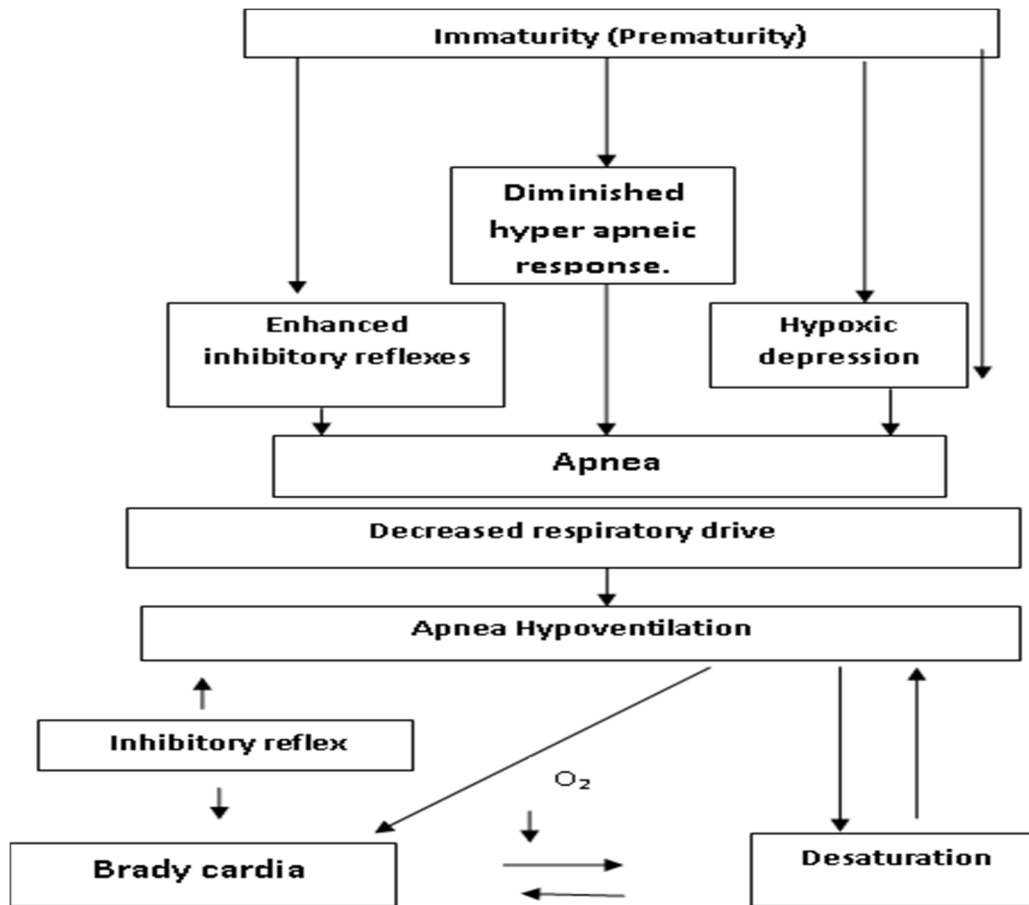 Immaturity (Prematurity)
Diminished
hyper apneic
response.
Enhanced
inhibitory reflexes
Hypoxic
depression
Apnea
Decreased respiratory drive
Apnea Hypoventilation
Inhibitory reflex
O₂
Brady cardia
Desaturation